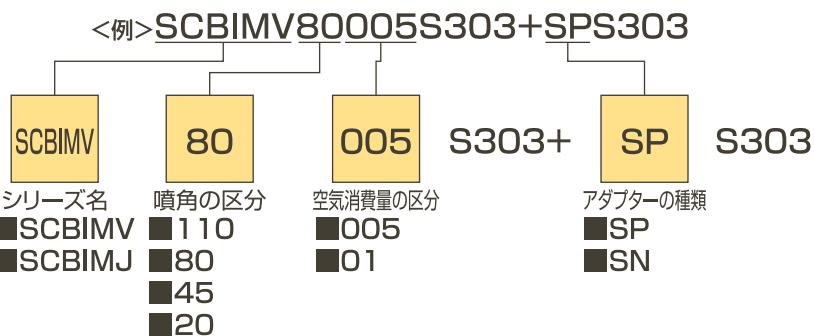 <例>SCBIMV80005S303+SPS303
SCBIMV 80 005 S303+ SP S303
シリーズ名 噴角の区分 空気消費量の区分 アダプターの種類
■SCBIMV ■110 ■005 ■SP
■SCBIMJ ■80 ■01 ■SN
■45
■20